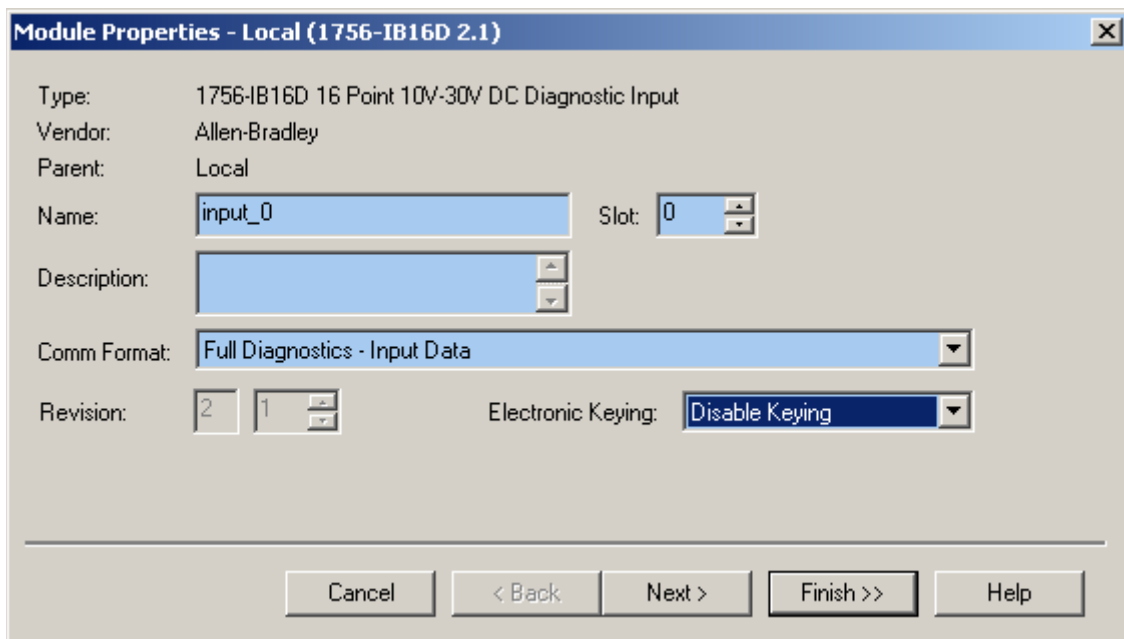 Module Properties - Local (1756-IB16D 2.1)
Type: 1756-IB16D 16 Point 10V-30V DC Diagnostic Input
Vendor: Allen-Bradley
Parent: Local
Name: input_0 Slot: 0
Description:
Comm Format: Full Diagnostics - Input Data
Revision: 2 1 Electronic Keying: Disable Keying
Cancel < Back Next > Finish >> Help